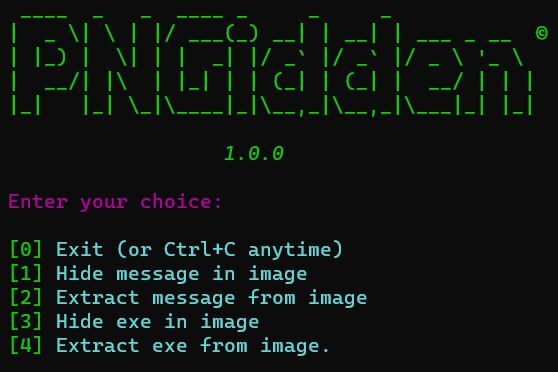 PNGidden ©
1.0.0
Enter your choice:
[0] Exit (or Ctrl+C anytime)
[1] Hide message in image
[2] Extract message from image
[3] Hide exe in image
[4] Extract exe from image.